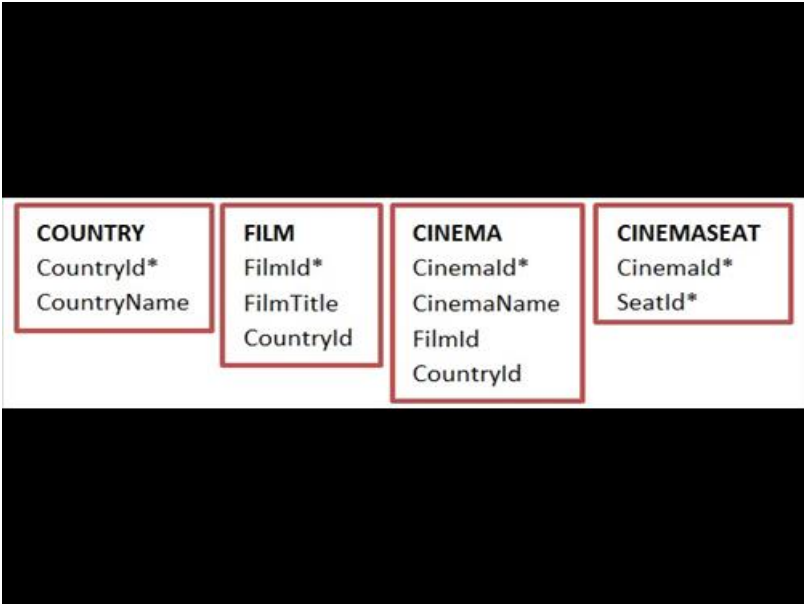 COUNTRY
CountryId*
CountryName
FILM
FilmId*
FilmTitle
CountryId
CINEMA
CinemaId*
CinemaName
FilmId
CountryId
CINEMASEAT
CinemaId*
SeatId*